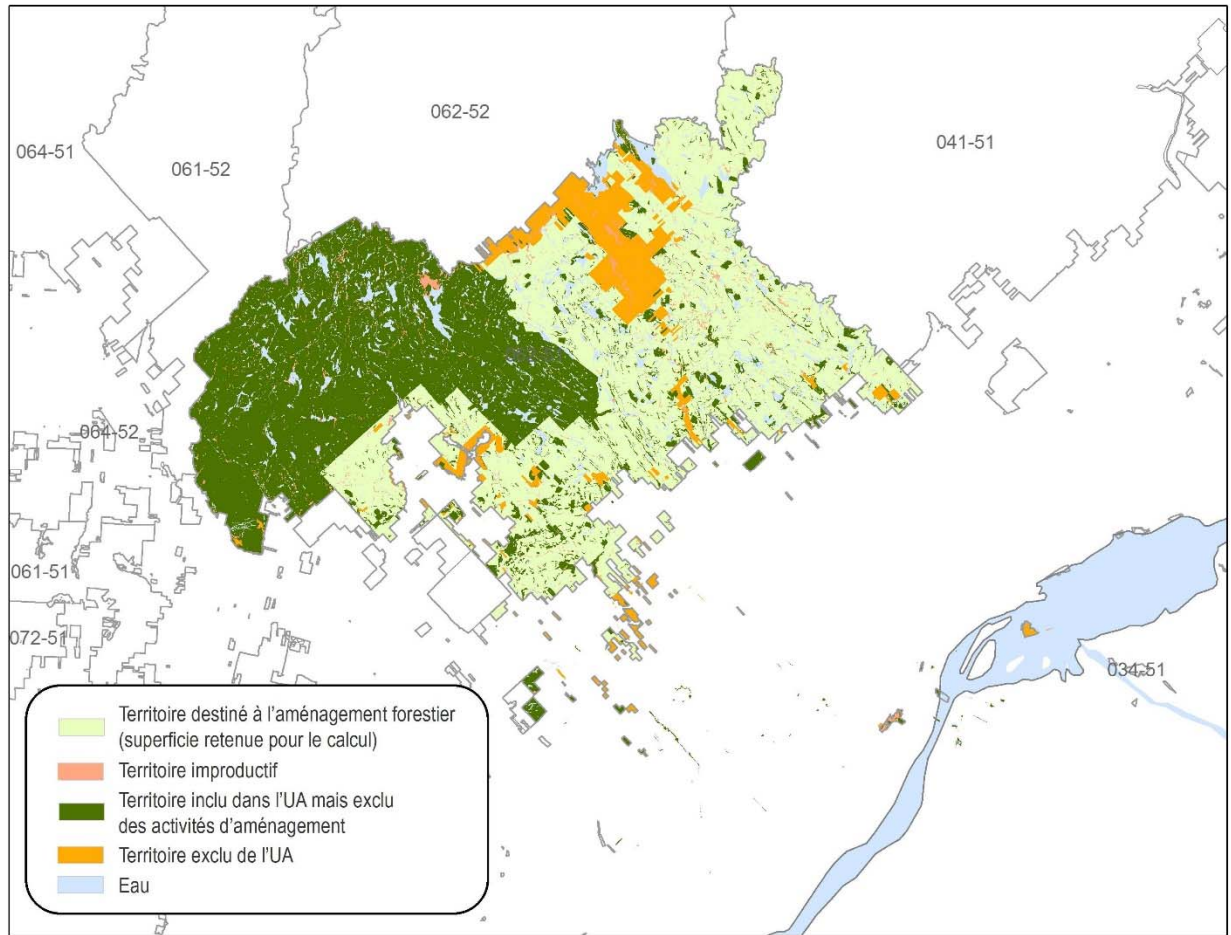 062-52
041-51
064-51
061-52
064-52
061-51
072-51
034-51
Territoire destiné à l’aménagement forestier
(superficie retenue pour le calcul)
Territoire improductif
Territoire inclu dans l’UA mais exclu
des activités d’aménagement
Territoire exclu de l’UA
Eau